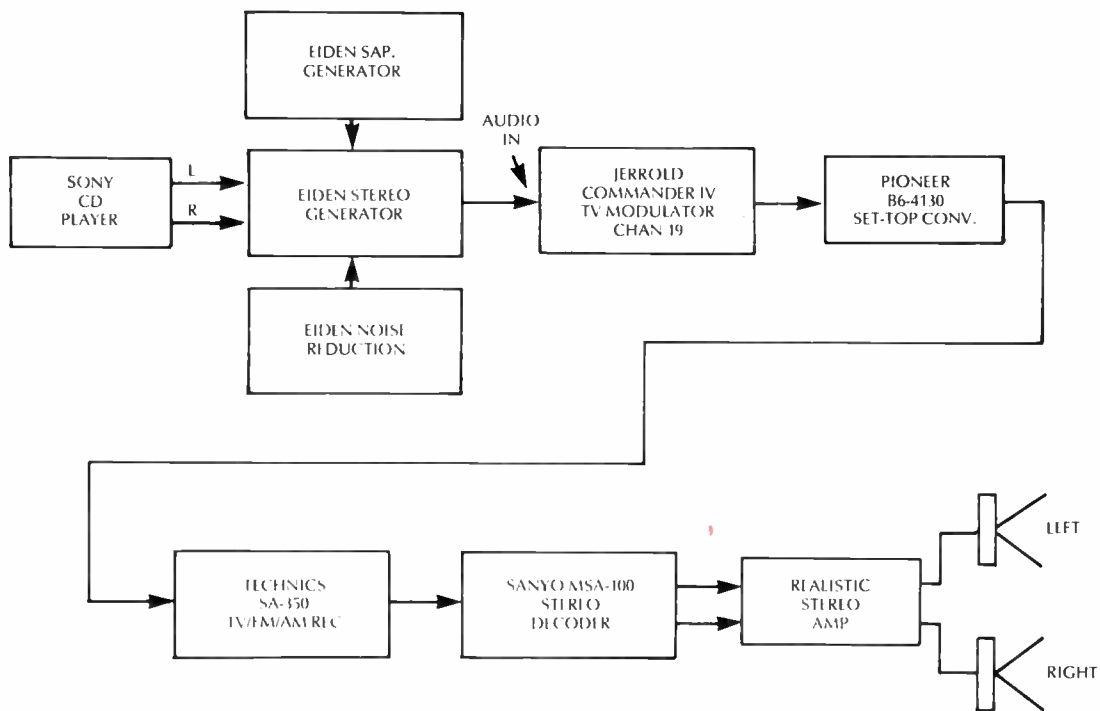 EIDEN SAP.
GENERATOR
SONY
CD
PLAYER
L
R
EIDEN STEREO
GENERATOR
AUDIO
IN
JERROLD
COMMANDER IV
TV MODULATOR
CHAN 19
PIONEER
B6-4130
SET-TOP CONV.
EIDEN NOISE
REDUCTION
TECHNICS
SA-350
TV/FM/AM REC
SANYO MSA-100
STEREO
DECODER
REALISTIC
STEREO
AMP
LEFT
RIGHT